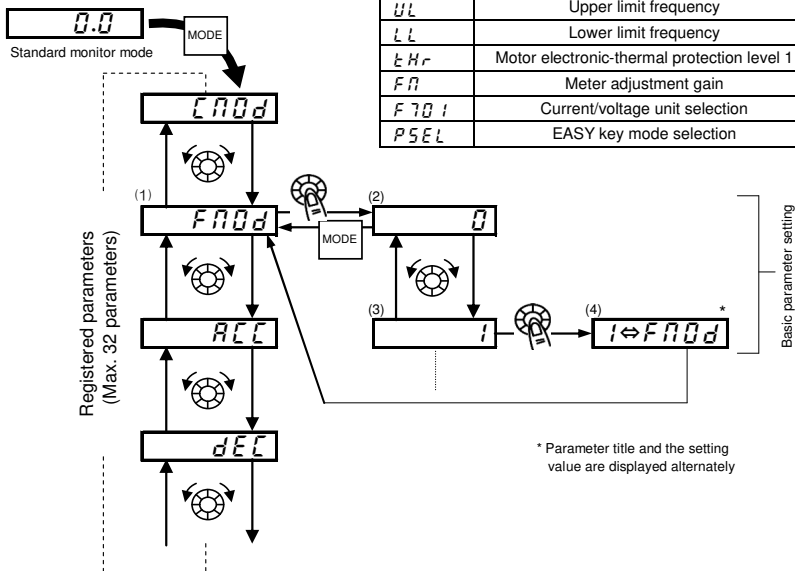 0.0
MODE
Standard monitor mode
UL Upper limit frequency
LL Lower limit frequency
tHr Motor electronic-thermal protection level 1
FM Meter adjustment gain
F701 Current/voltage unit selection
PSEL EASY key mode selection
CMOd
(1)
FMOd
MODE
(2)
0
(3)
1
(4)
*
1⇔FMOd
ACC
dEC
Registered parameters
(Max. 32 parameters)
Basic parameter setting
* Parameter title and the setting
value are displayed alternately